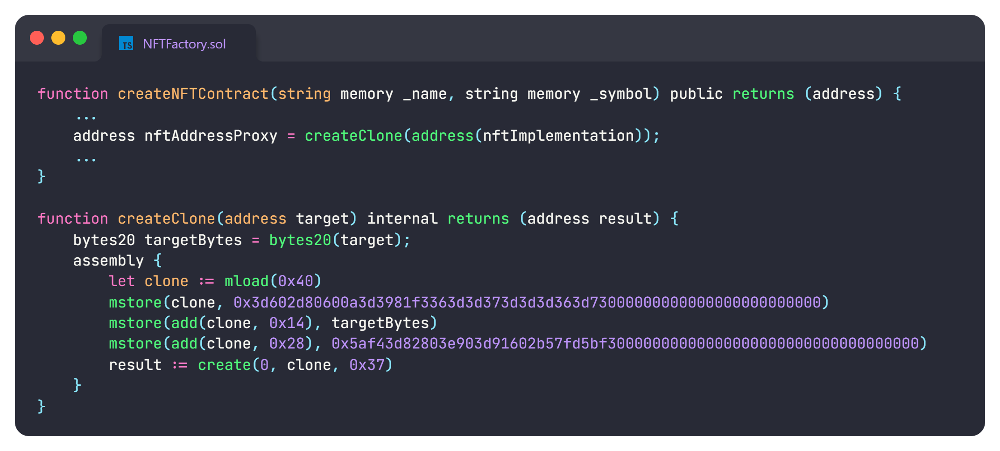 TS NFTFactory.sol
function createNFTContract(string memory _name, string memory _symbol) public returns (address) {
...
address nftAddressProxy = createClone(address(nftImplementation));
...
}
function createClone(address target) internal returns (address result) {
bytes20 targetBytes = bytes20(target);
assembly {
let clone := mload(0x40)
mstore(clone, 0x3d602d80600a3d3981f3363d3d373d3d3d363d73000000000000000000000000)
mstore(add(clone, 0x14), targetBytes)
mstore(add(clone, 0x28), 0x5af43d82803e903d91602b57fd5bf30000000000000000000000000000000000)
result := create(0, clone, 0x37)
}
}